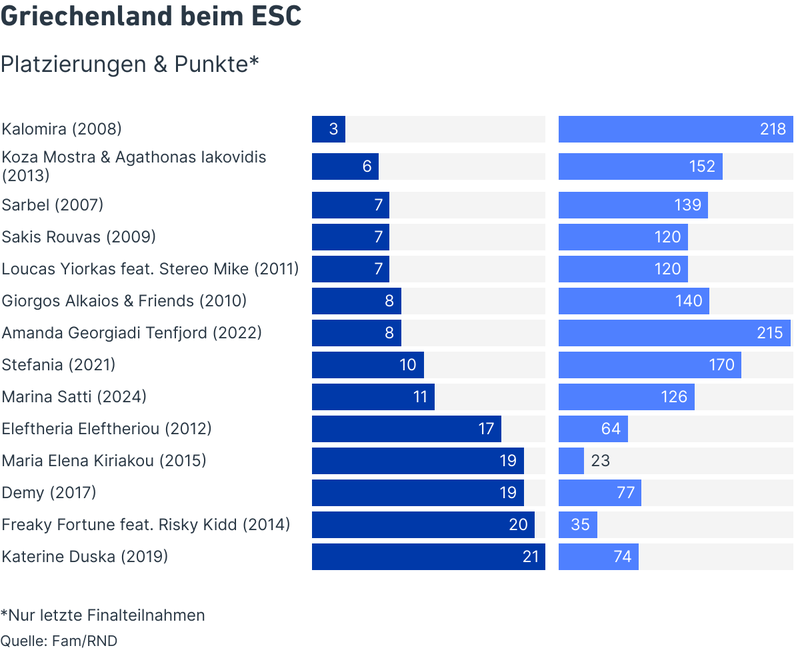 Griechenland beim ESC
Platzierungen & Punkte*
Kalomira (2008) 3 218
Koza Mostra & Agathonas Iakovidis
(2013) 6 152
Sarbel (2007) 7 139
Sakis Rouvas (2009) 7 120
Loucas Yiorkas feat. Stereo Mike (2011) 7 120
Giorgos Alkaios & Friends (2010) 8 140
Amanda Georgiadi Tenfjord (2022) 8 215
Stefania (2021) 10 170
Marina Satti (2024) 11 126
Eleftheria Eleftheriou (2012) 17 64
Maria Elena Kiriakou (2015) 19 23
Demy (2017) 19 77
Freaky Fortune feat. Risky Kidd (2014) 20 35
Katerine Duska (2019) 21 74
*Nur letzte Finalteilnahmen
Quelle: Fam/RND